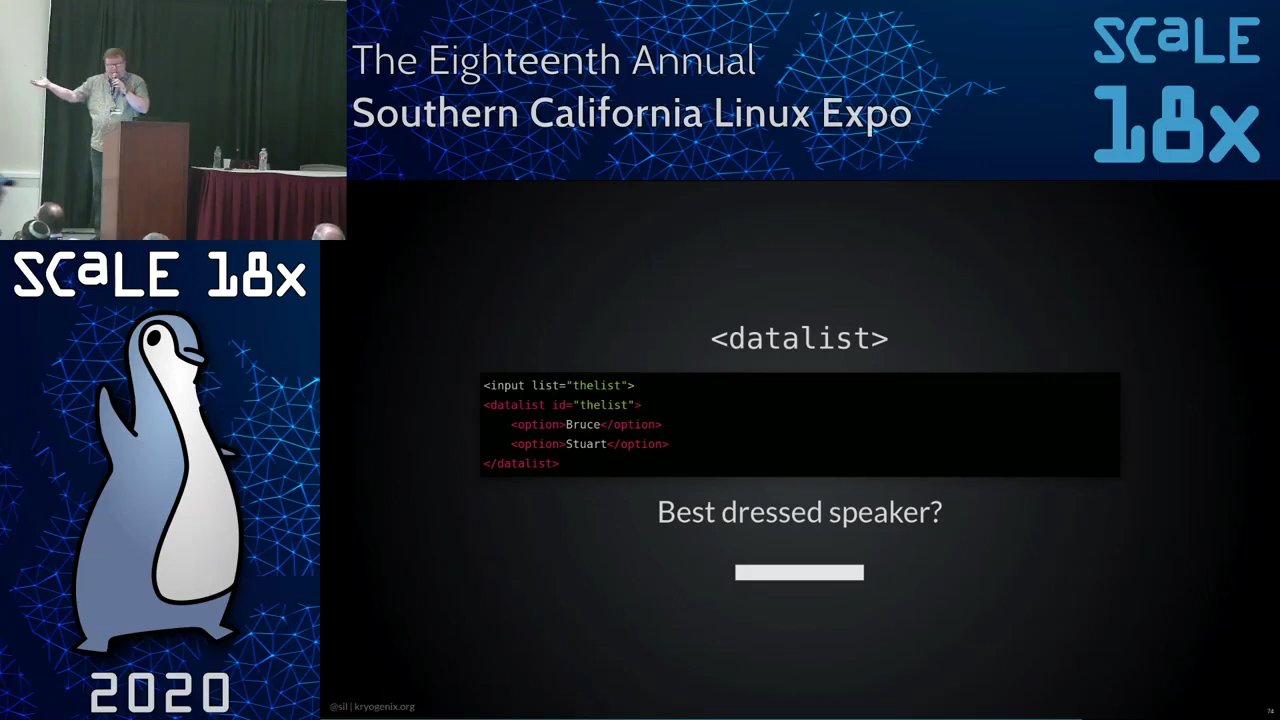 The Eighteenth Annual
Southern California Linux Expo
SCaLE
18x
SCaLE 18x
2020
<datalist>
<input list="thelist">
<datalist id="thelist">
<option>Bruce</option>
<option>Stuart</option>
</datalist>
Best dressed speaker?
@sil | kryogenix.org
74